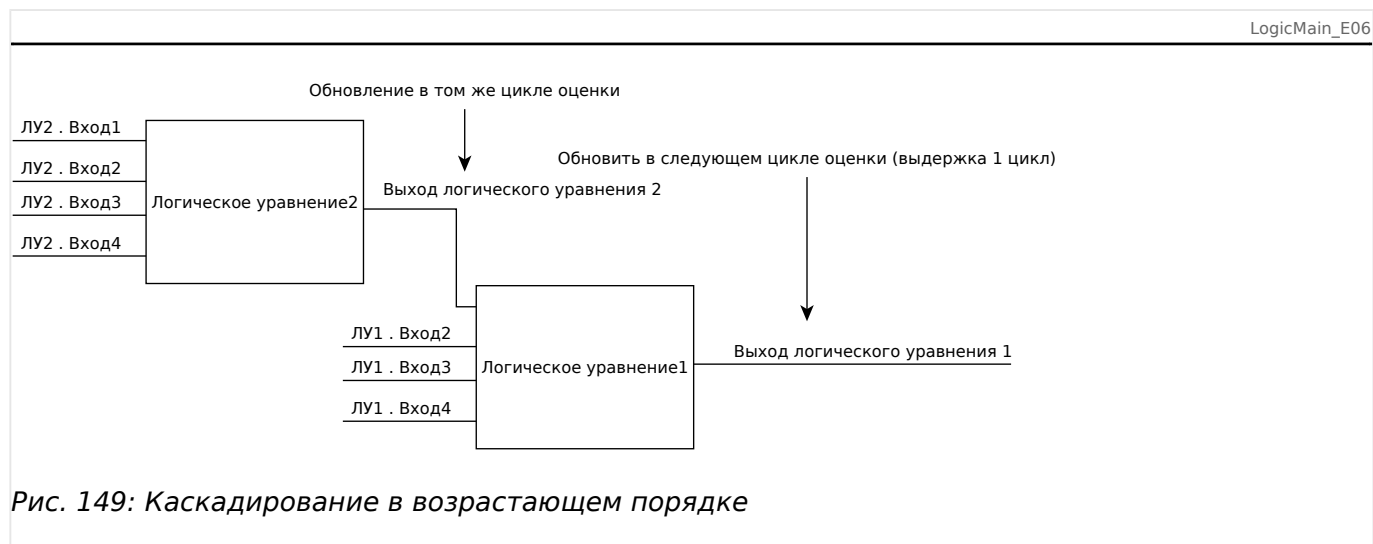 LogicMain_E06
Обновление в том же цикле оценки
ЛУ2 . Вход1
Обновить в следующем цикле оценки (выдержка 1 цикл)
ЛУ2 . Вход2
Выход логического уравнения 2
ЛУ2 . Вход3
Логическое уравнение2
ЛУ2 . Вход4
ЛУ1 . Вход2
Выход логического уравнения 1
ЛУ1 . Вход3
Логическое уравнение1
ЛУ1 . Вход4
Рис. 149: Каскадирование в возрастающем порядке